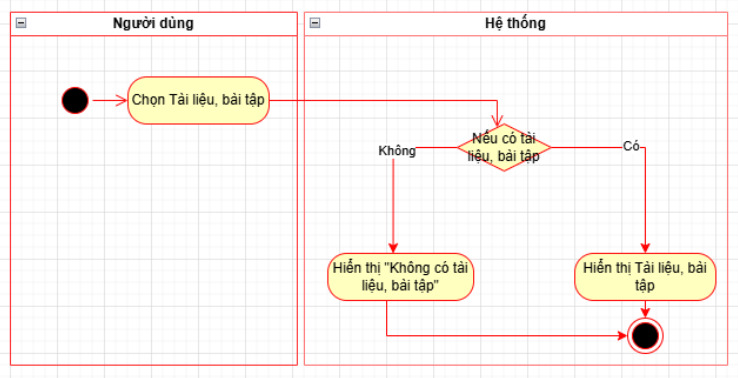 Người dùng
Hệ thống
Chọn Tài liệu, bài tập
Nếu có tài
liệu, bài tập
Không
Có
Hiển thị "Không có tài
liệu, bài tập"
Hiển thị Tài liệu, bài
tập